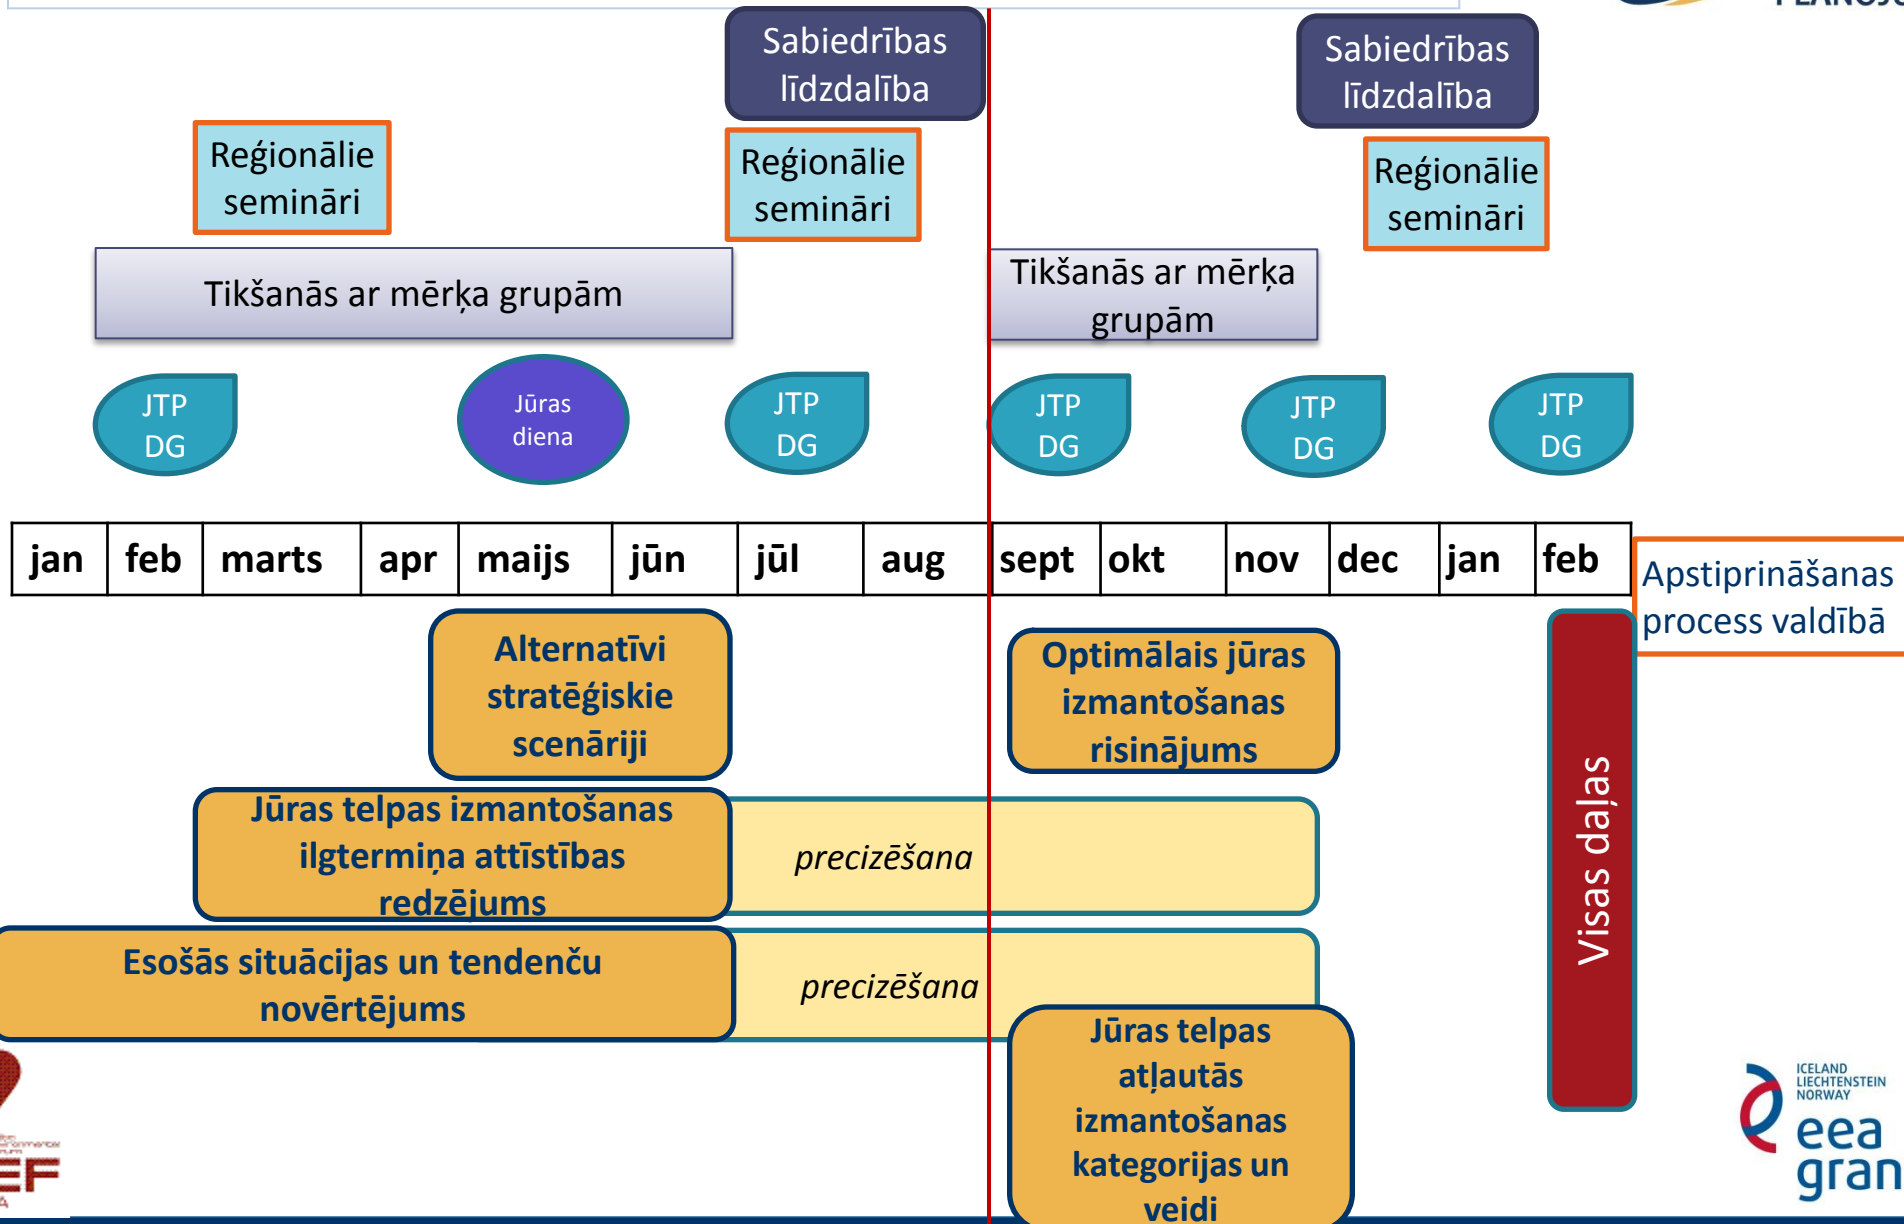 Sabiedrības
līdzdalība
Sabiedrības
līdzdalība
Reģionālie
semināri
Reģionālie
semināri
Reģionālie
semināri
Tikšanās ar mērķa grupām
Tikšanās ar mērķa
grupām
JTP
DG
Jūras
diena
JTP
DG
JTP
DG
JTP
DG
JTP
DG
jan feb marts apr maijs jūn jūl aug sept okt nov dec jan feb
Apstiprināšanas
process valdībā
Alternatīvi
stratēģiskie
scenāriji
Optimālais jūras
izmantošanas
risinājums
Jūras telpas izmantošanas
ilgtermiņa attīstības
redzējums
precizēšana
Esošās situācijas un tendenču
novērtējums
precizēšana
Jūras telpas
atļautās
izmantošanas
kategorijas un
veidi
Visas daļas
ICELAND
LIECHTENSTEIN
NORWAY
eea
gran